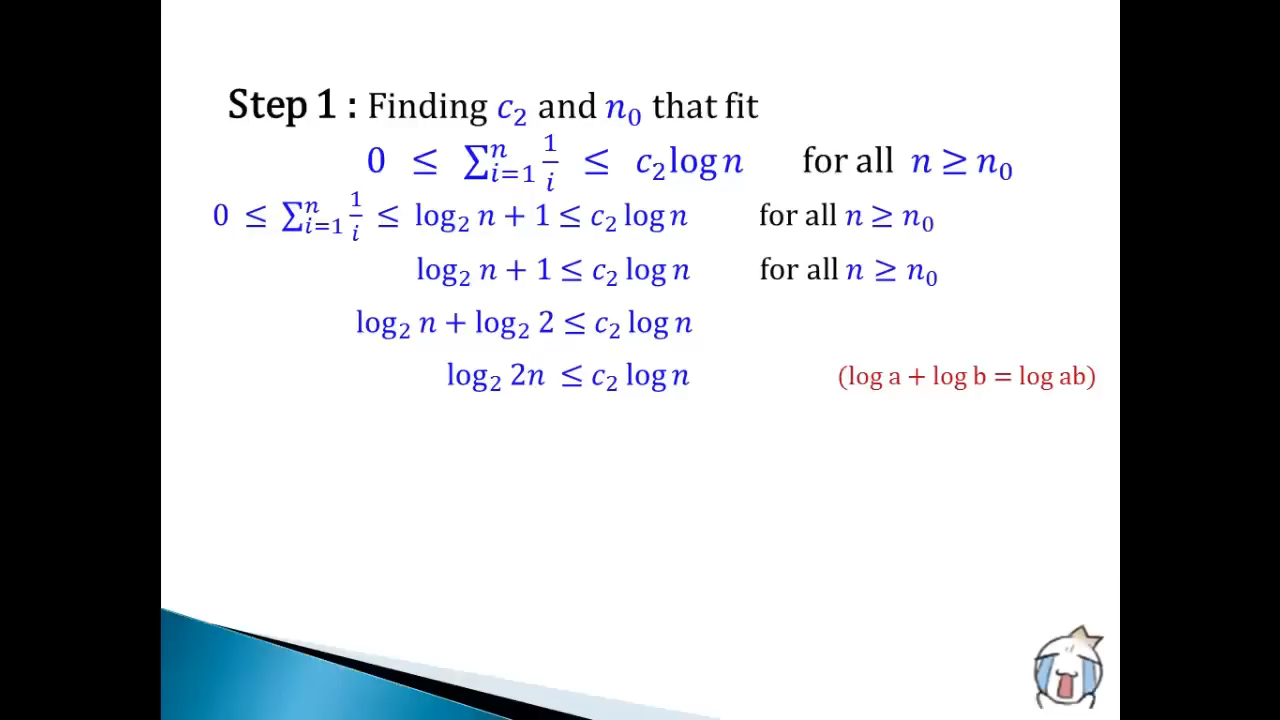 Step 1 : Finding c₂ and n₀ that fit
0 ≤ ∑ⁿᵢ₌₁ 1/i ≤ c₂log n for all n ≥ n₀
0 ≤ ∑ⁿᵢ₌₁ 1/i ≤ log₂ n + 1 ≤ c₂ log n for all n ≥ n₀
log₂ n + 1 ≤ c₂ log n for all n ≥ n₀
log₂ n + log₂ 2 ≤ c₂ log n
log₂ 2n ≤ c₂ log n (log a + log b = log ab)